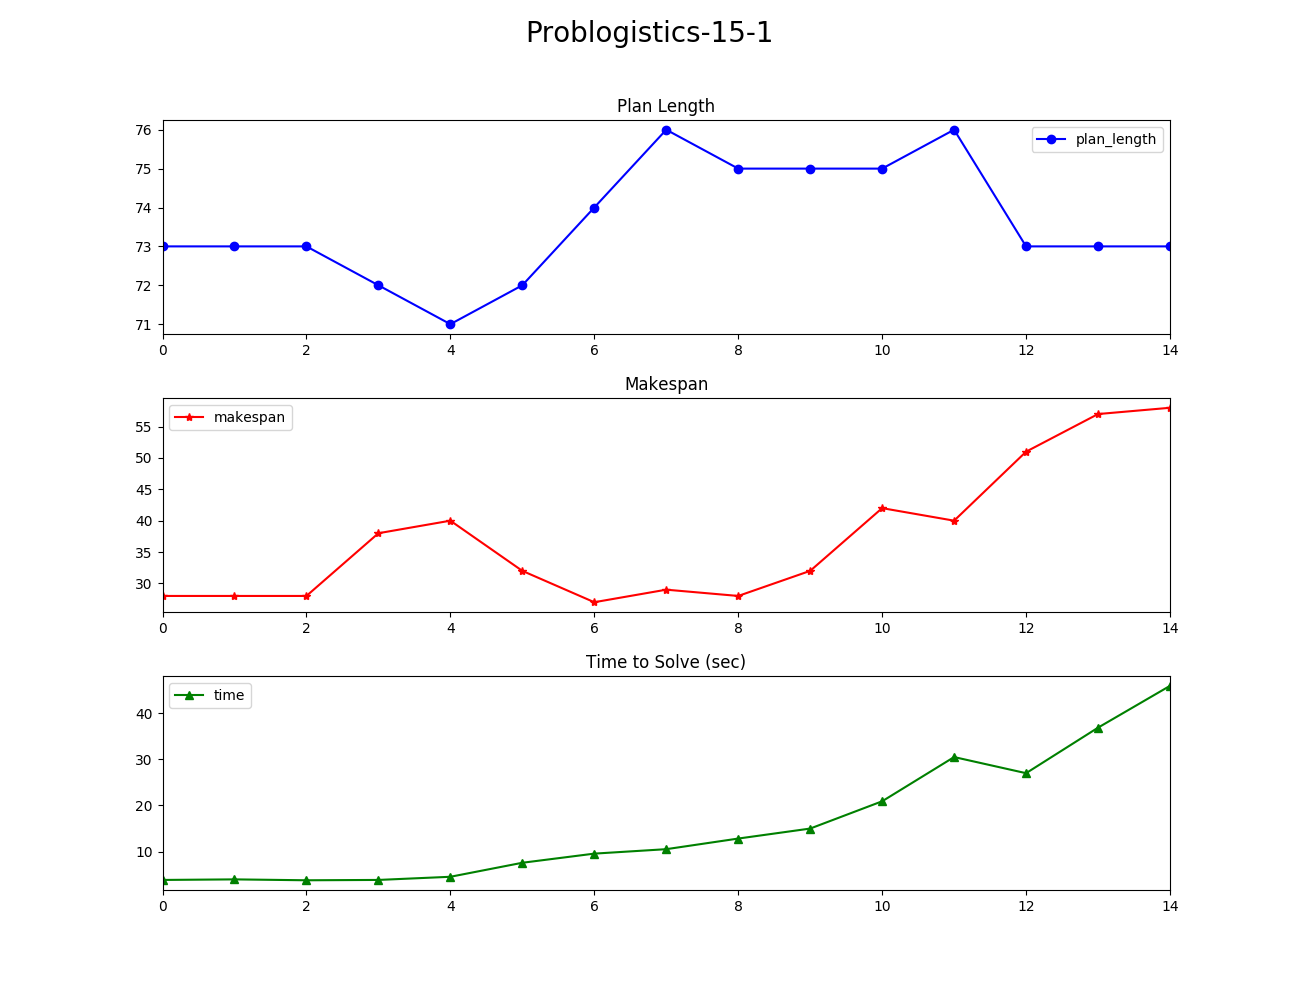 Problogistics-15-1
Plan Length
76
75
74
73
72
71
plan_length
0 2 4 6 8 10 12 14
Makespan
55
50
45
40
35
30
makespan
0 2 4 6 8 10 12 14
Time to Solve (sec)
40
30
20
10
time
0 2 4 6 8 10 12 14